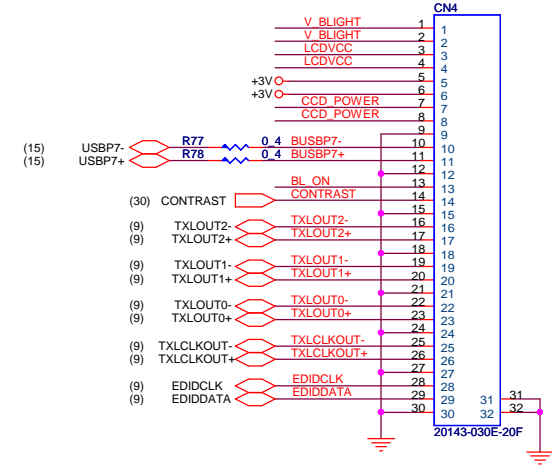 CN4
V_BLIGHT 1 1
V_BLIGHT 2 2
LCDVCC 3 3
LCDVCC 4 4
+3V 5 5
+3V 6 6
CCD_POWER 7 7
CCD_POWER 8 8
9 9
(15) USBP7- R77 0_4 BUSBP7- 10 10
(15) USBP7+ R78 0_4 BUSBP7+ 11 11
12 12
BL_ON 13 13
(30) CONTRAST CONTRAST 14 14
15 15
(9) TXLOUT2- TXLOUT2- 16 16
(9) TXLOUT2+ TXLOUT2+ 17 17
18 18
(9) TXLOUT1- TXLOUT1- 19 19
(9) TXLOUT1+ TXLOUT1+ 20 20
21 21
(9) TXLOUT0- TXLOUT0- 22 22
(9) TXLOUT0+ TXLOUT0+ 23 23
24 24
(9) TXLCLKOUT- TXLCLKOUT- 25 25
(9) TXLCLKOUT+ TXLCLKOUT+ 26 26
27 27
(9) EDIDCLK EDIDCLK 28 28
(9) EDIDDATA EDIDDATA 29 29 31 31
30 30 32 32
20143-030E-20F